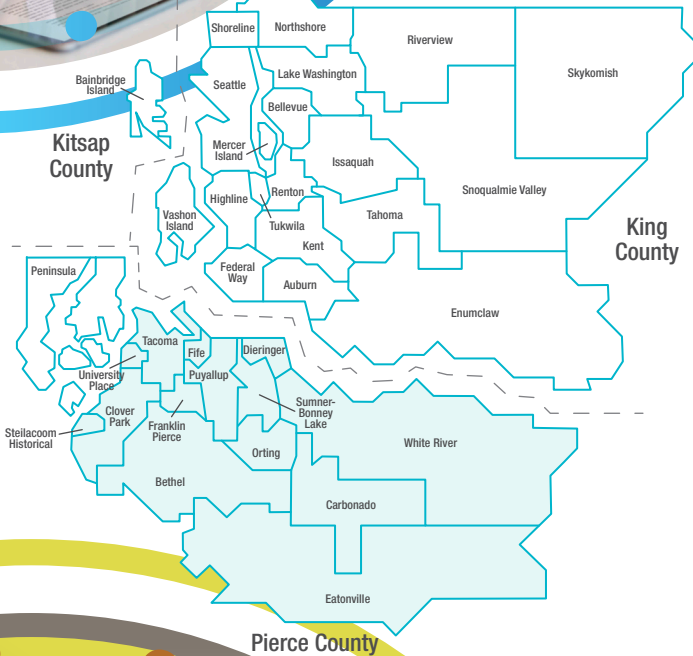 Shoreline
Northshore
Riverview
Skykomish
Lake Washington
Seattle
Bainbridge
Island
Bellevue
Kitsap
County
Mercer
Island
Issaquah
Snoqualmie Valley
Highline
Renton
Vashon
Island
Tukwila
Tahoma
King
County
Kent
Federal
Way
Auburn
Peninsula
Enumclaw
Tacoma
Fife
Dieringer
University
Place
Puyallup
Sumner-
Bonney
Lake
Clover
Park
Franklin
Pierce
Steilacoom
Historical
White River
Orting
Bethel
Carbonado
Eatonville
Pierce County